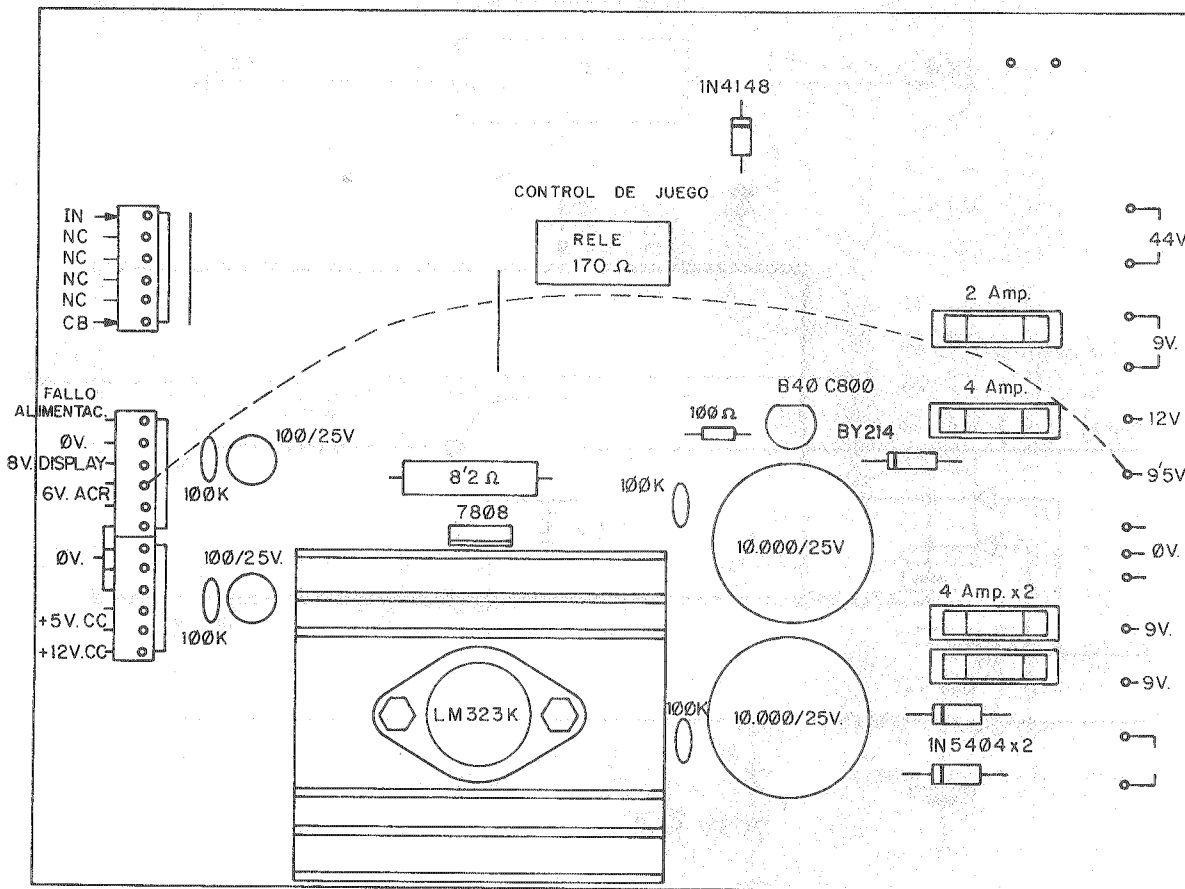 1N4148
CONTROL DE JUEGO
RELE
170 Ω
IN
NC
NC
NC
NC
CB
44V
2 Amp.
9V.
B40 C800
4 Amp.
12V
100Ω
BY214
9'5V
FALLO
ALIMENTAC.
ØV.
8V. DISPLAY
6V. ACR
100K
100/25V
8'2 Ω
7808
100K
10.000/25V
ØV.
ØV.
100/25V.
100K
+5V.CC
+12V.CC
4 Amp. x2
9V.
9V.
LM323K
100K
10.000/25V.
1N5404x2